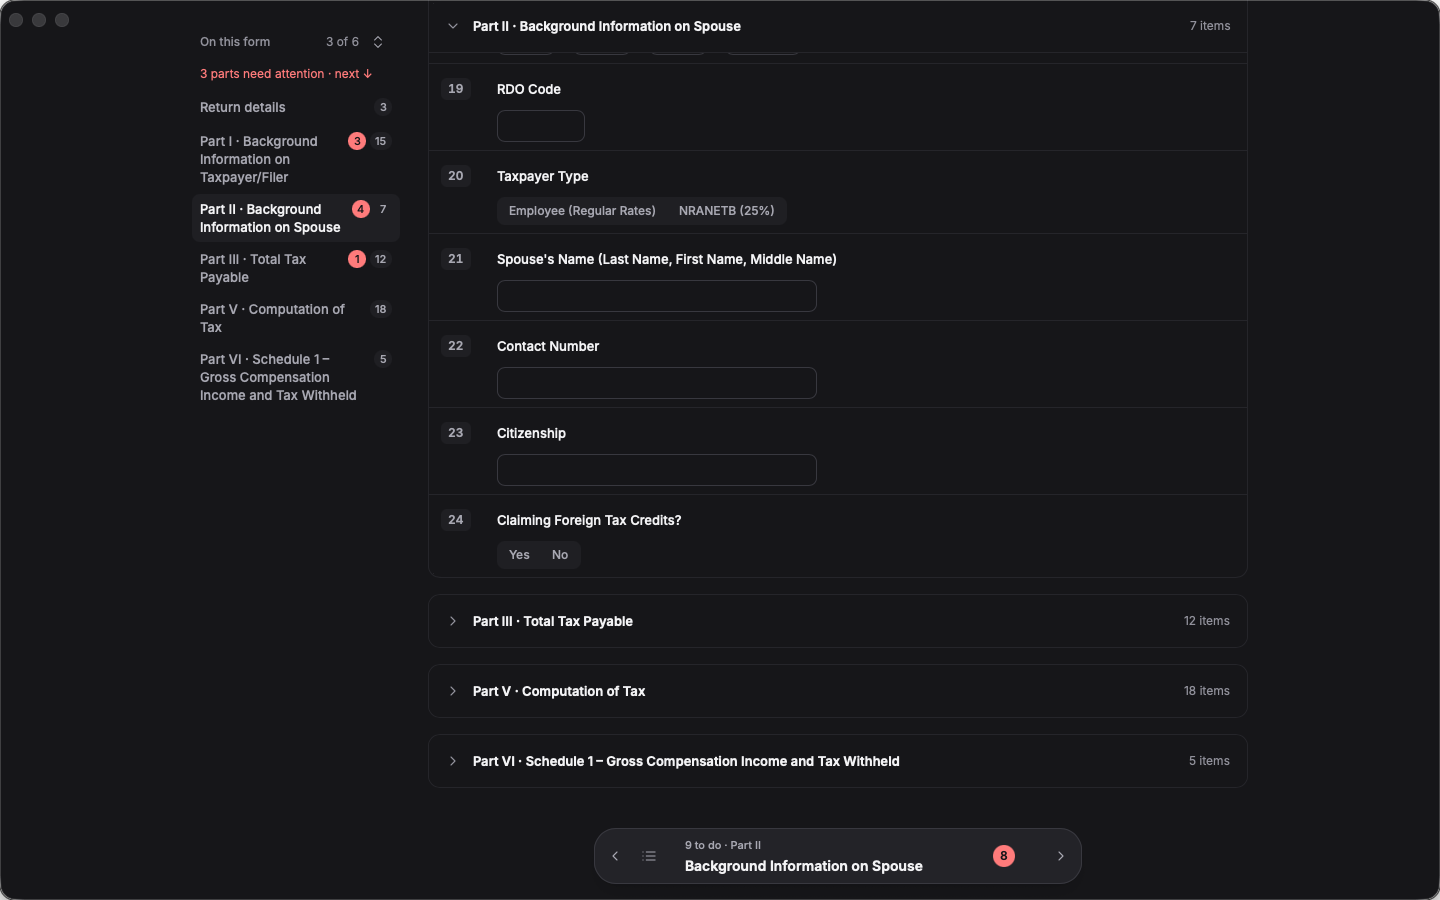 On this form 3 of 6
3 parts need attention · next ↓
Return details 3
Part I · Background 3 15
Information on
Taxpayer/Filer
Part II · Background 4 7
Information on Spouse
Part III · Total Tax 1 12
Payable
Part V · Computation of 18
Tax
Part VI · Schedule 1 – 5
Gross Compensation
Income and Tax Withheld
Part II · Background Information on Spouse 7 items
19 RDO Code
20 Taxpayer Type
Employee (Regular Rates) NRANETB (25%)
21 Spouse's Name (Last Name, First Name, Middle Name)
22 Contact Number
23 Citizenship
24 Claiming Foreign Tax Credits?
Yes No
Part III · Total Tax Payable 12 items
Part V · Computation of Tax 18 items
Part VI · Schedule 1 – Gross Compensation Income and Tax Withheld 5 items
9 to do · Part II
Background Information on Spouse 8